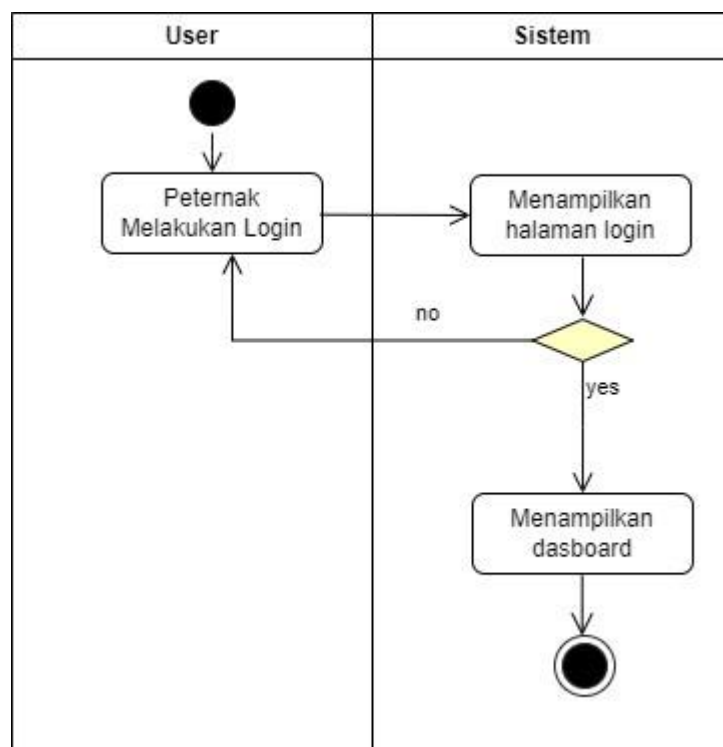 User
Sistem
Peternak
Melakukan Login
Menampilkan
halaman login
no
yes
Menampilkan
dasboard